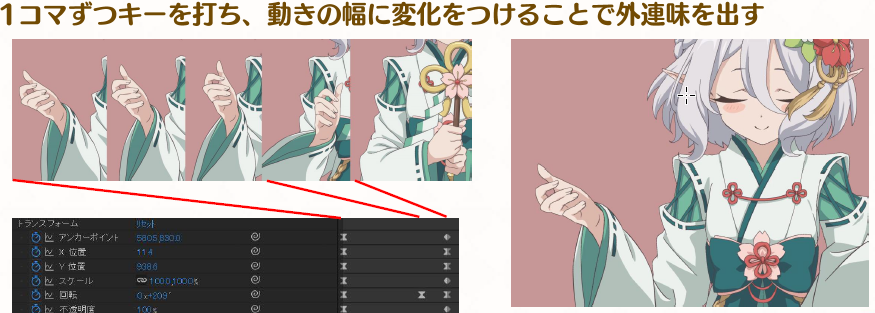 1コマずつキーを打ち、動きの幅に変化をつけることで外連味を出す
トランスフォーム リセット
アンカーポイント 580.5,830.0
X 位置 11.4
Y 位置 938.6
スケール 100.0,100.0%
回転 0x+20.9°
不透明度 100%